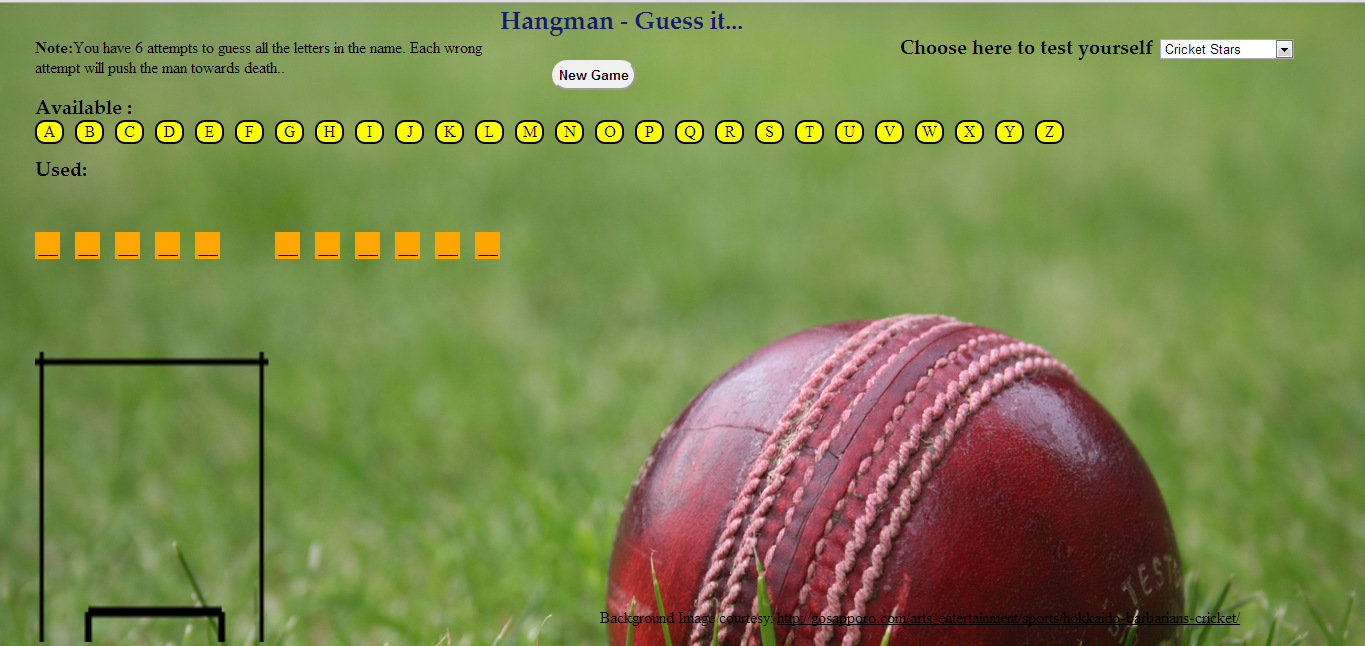 Hangman - Guess it...
Note:You have 6 attempts to guess all the letters in the name. Each wrong
attempt will push the man towards death..
Choose here to test yourself Cricket Stars
New Game
Available :
A B C D E F G H I J K L M N O P Q R S T U V W X Y Z
Used:
__ __ __ __ __ __ __ __ __ __ __
TEST
Background Image courtesy: http://gosapporo.com/arts-entertainment/sports/hokkaido-barbarians-cricket/